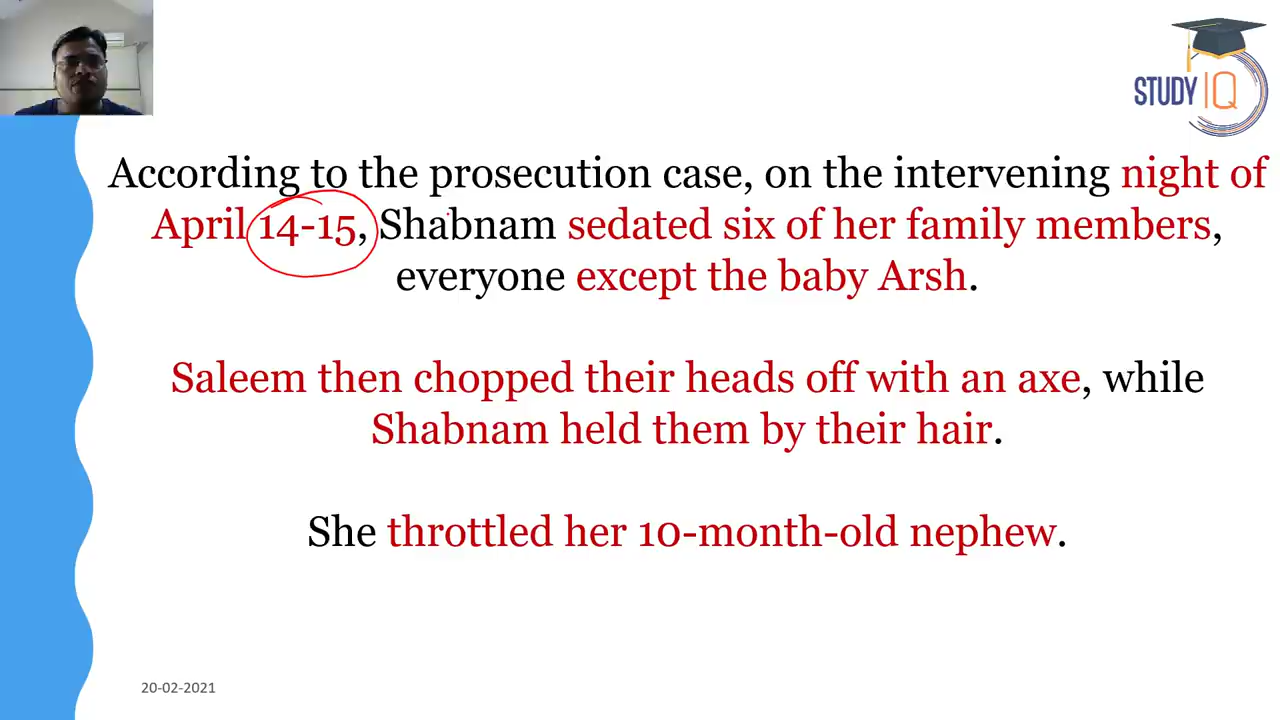 STUDY IQ
According to the prosecution case, on the intervening night of
April 14-15, Shabnam sedated six of her family members,
everyone except the baby Arsh.
Saleem then chopped their heads off with an axe, while
Shabnam held them by their hair.
She throttled her 10-month-old nephew.
20-02-2021